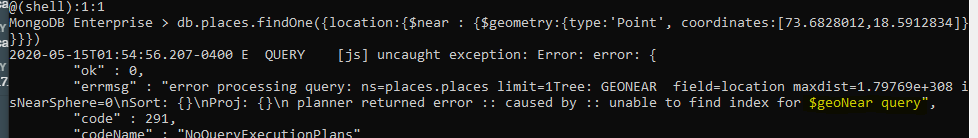 @(shell):1:1
MongoDB Enterprise > db.places.findOne({location:{$near : {$geometry:{type:'Point', coordinates:[73.6828012,18.5912834]}
}}})
2020-05-15T01:54:56.207-0400 E  QUERY    [js] uncaught exception: Error: error: {
"ok" : 0,
"errmsg" : "error processing query: ns=places.places limit=1Tree: GEONEAR  field=location maxdist=1.79769e+308 i
sNearSphere=0\nSort: {}\nProj: {}\n planner returned error :: caused by :: unable to find index for $geoNear query",
"code" : 291,
"codeName" : "NoQueryExecutionPlans"